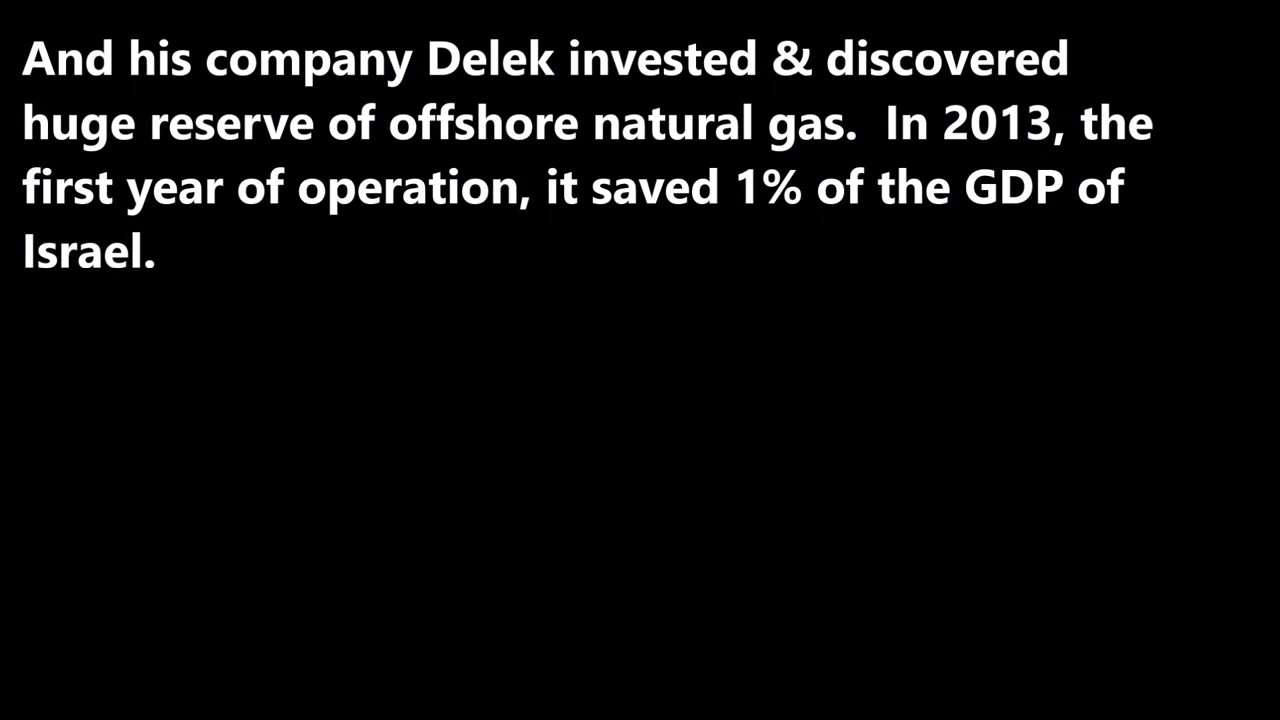 And his company Delek invested & discovered
huge reserve of offshore natural gas.  In 2013, the
first year of operation, it saved 1% of the GDP of
Israel.